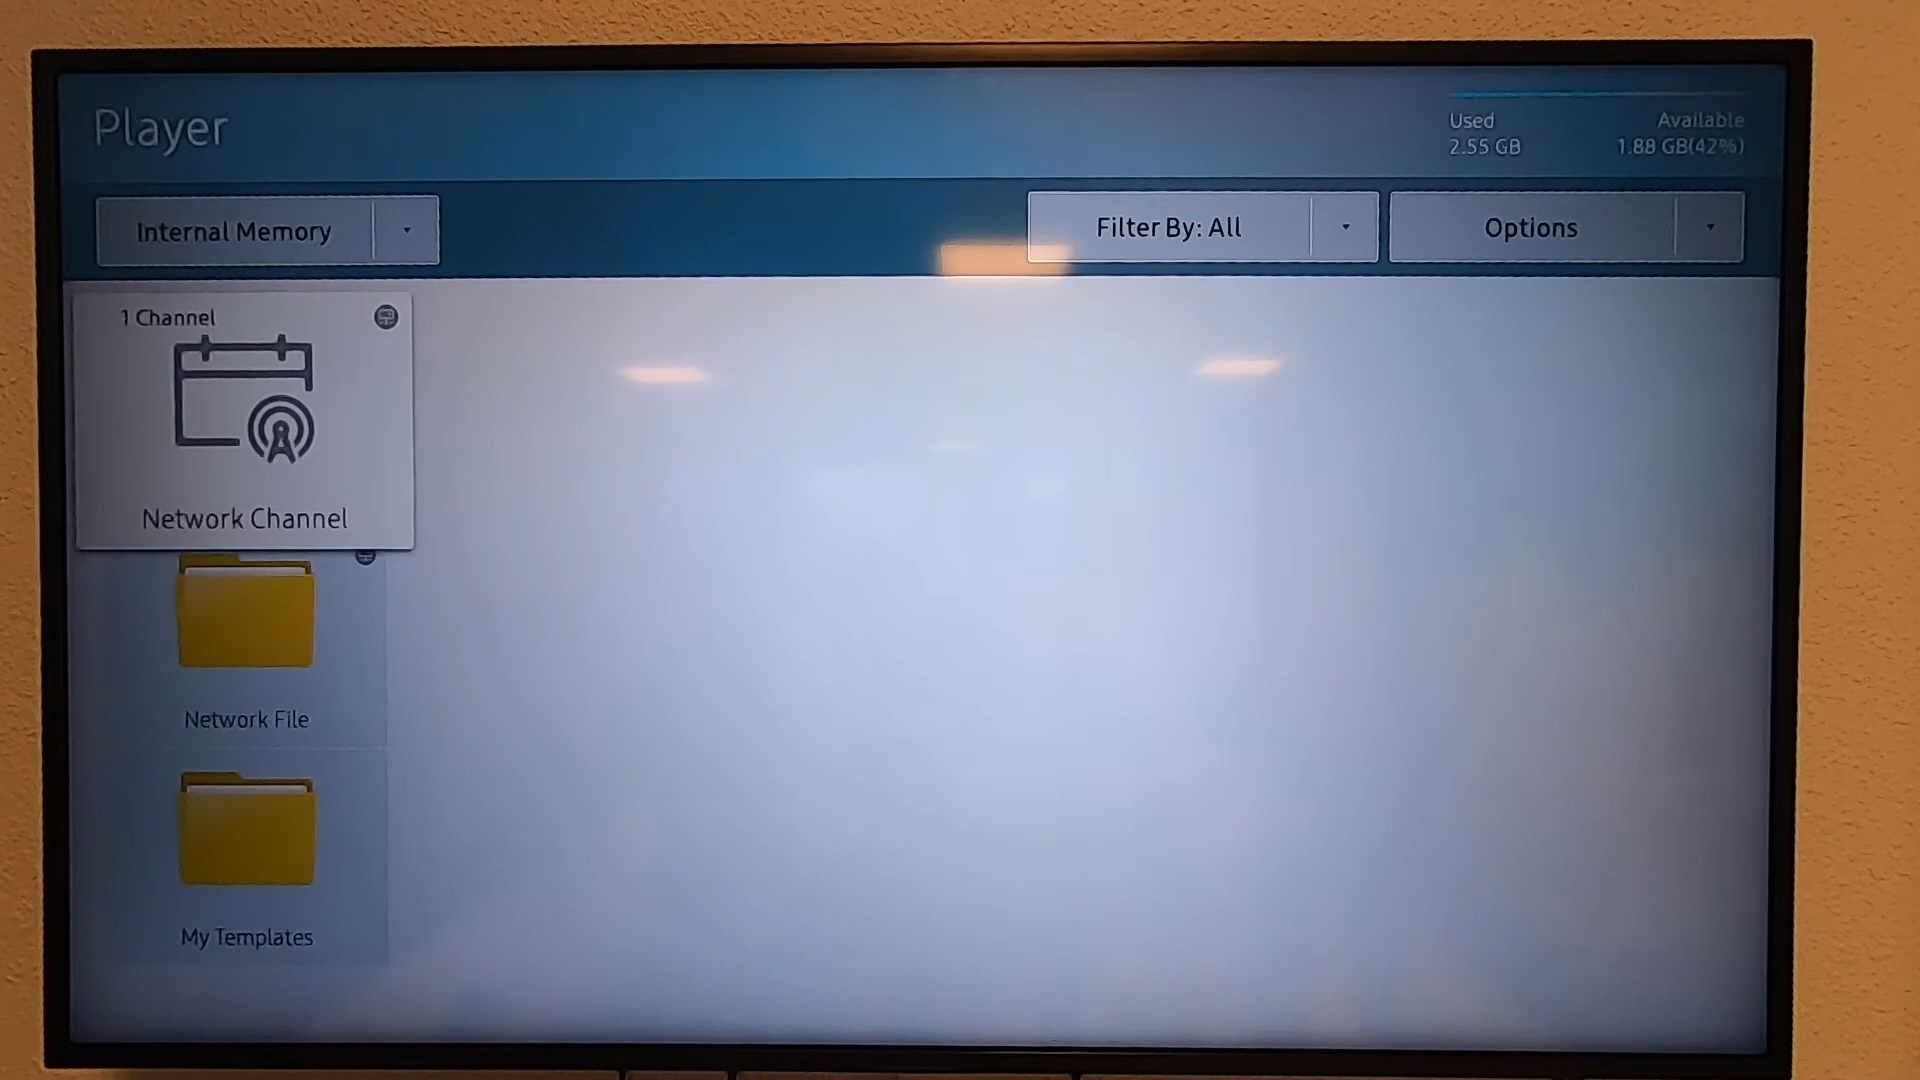 Player
Used
2.55 GB
Available
1.88 GB(42%)
Internal Memory
Filter By: All
Options
1 Channel
Network Channel
Network File
My Templates